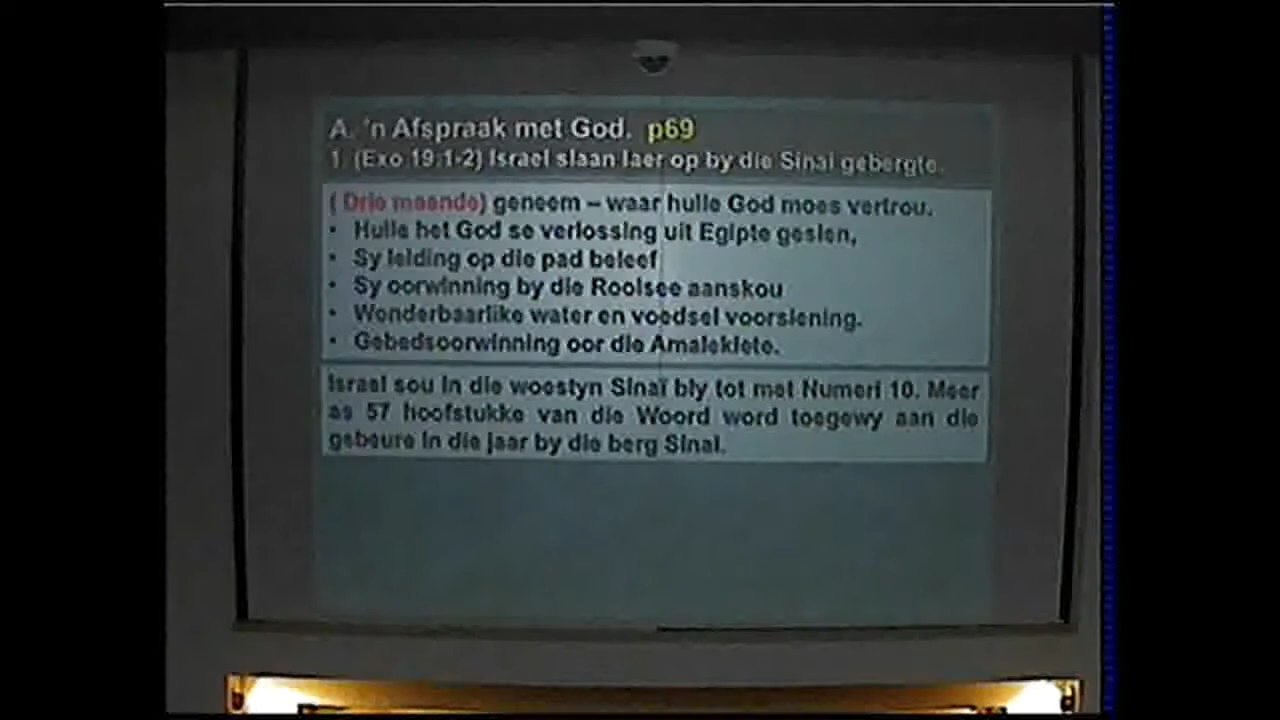 A. 'n Afspraak met God. p69
1. (Exo 19:1-2) Israel slaan laer op by die Sinai gebergte.
( Drie maande) geneem – waar hulle God moes vertrou.
• Hulle het God se verlossing uit Egipte gesien,
• Sy leiding op die pad beleef
• Sy oorwinning by die Rooisee aanskou
• Wonderbaarlike water en voedsel voorsiening.
• Gebedsoorwinning oor die Amalekiete.
Israel sou in die woestyn Sinaï bly tot met Numeri 10. Meer
as 57 hoofstukke van die Woord word toegewy aan die
gebeure in die jaar by die berg Sinai.